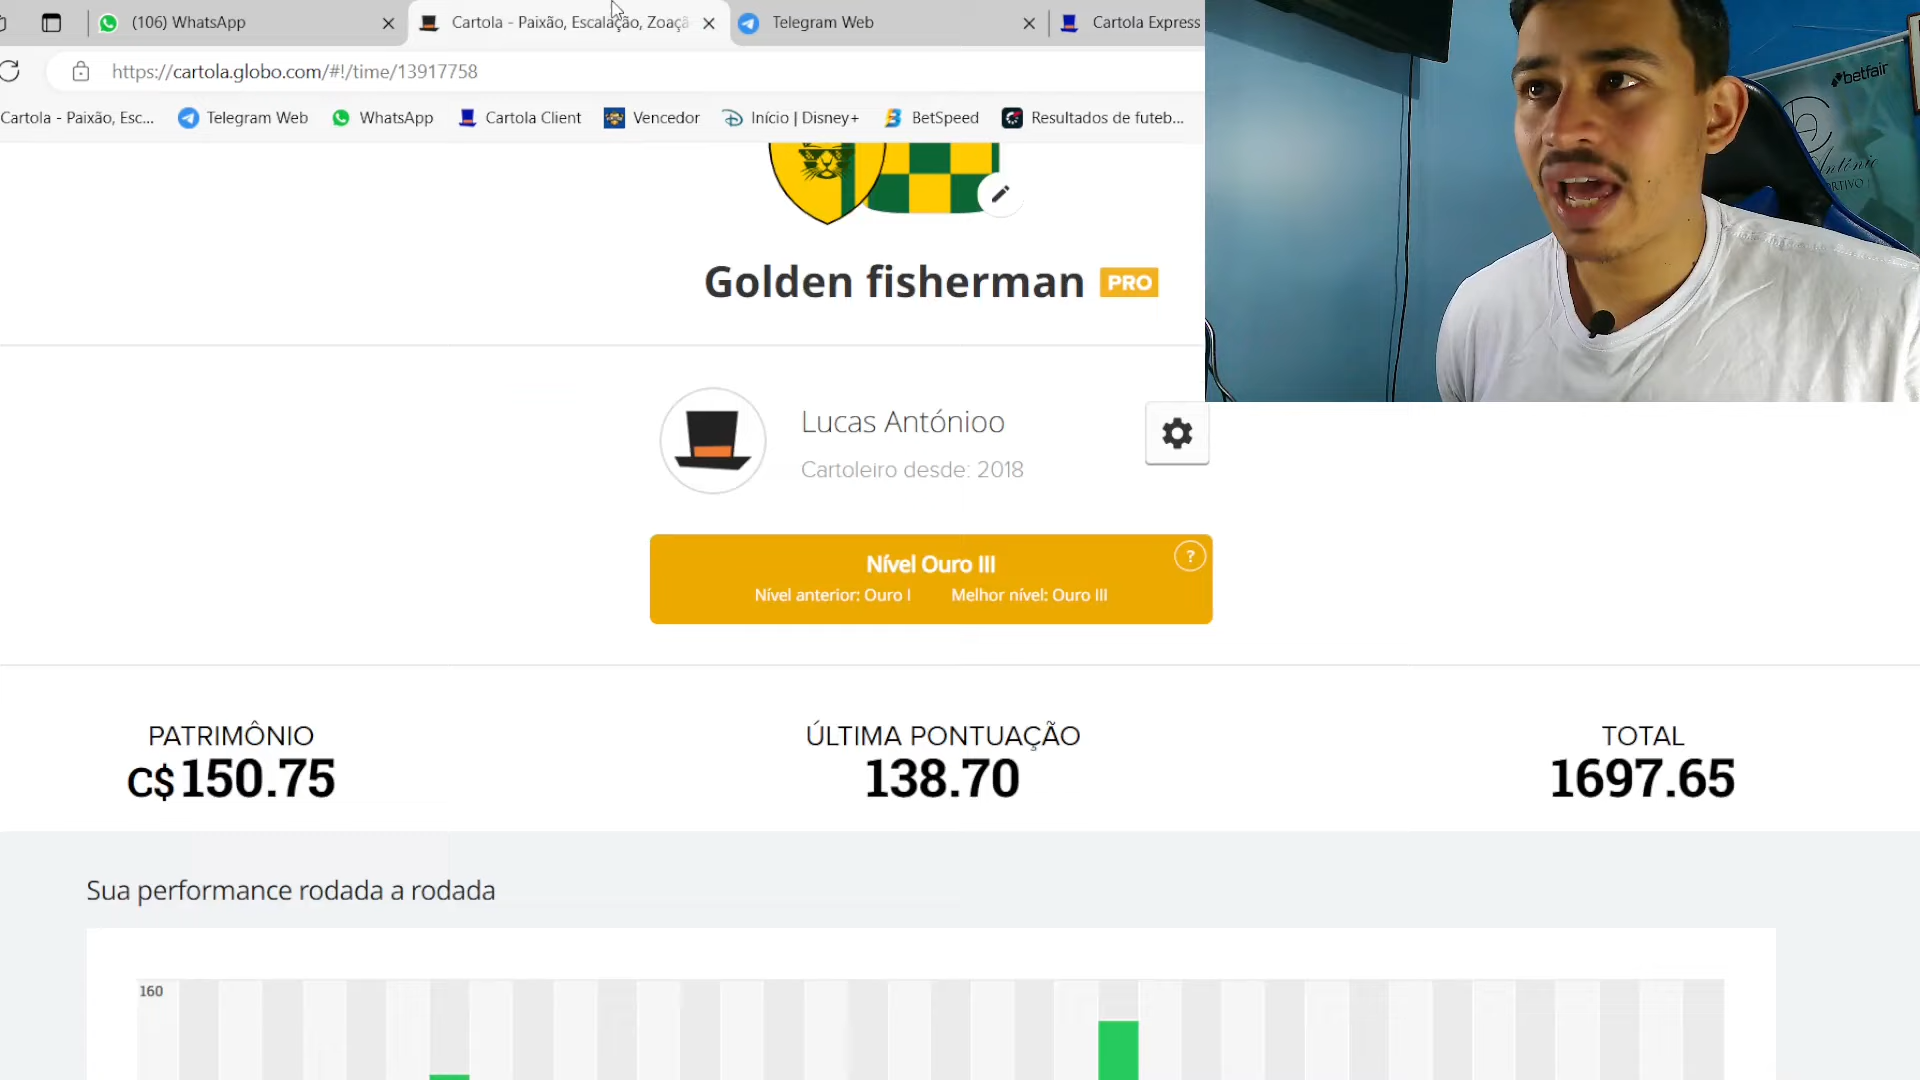 (106) WhatsApp
Cartola - Paixão, Escalação, Zoaçã
Telegram Web
Cartola Express
https://cartola.globo.com/#!/time/13917758
Cartola - Paixão, Esc...
Telegram Web
WhatsApp
Cartola Client
Vencedor
Início | Disney+
BetSpeed
Resultados de futeb...
betfair
António
Golden fisherman PRO
Lucas Antónioo
Cartoleiro desde: 2018
Nível Ouro III
?
Nível anterior: Ouro I
Melhor nível: Ouro III
PATRIMÔNIO
C$ 150.75
ÚLTIMA PONTUAÇÃO
138.70
TOTAL
1697.65
Sua performance rodada a rodada
160